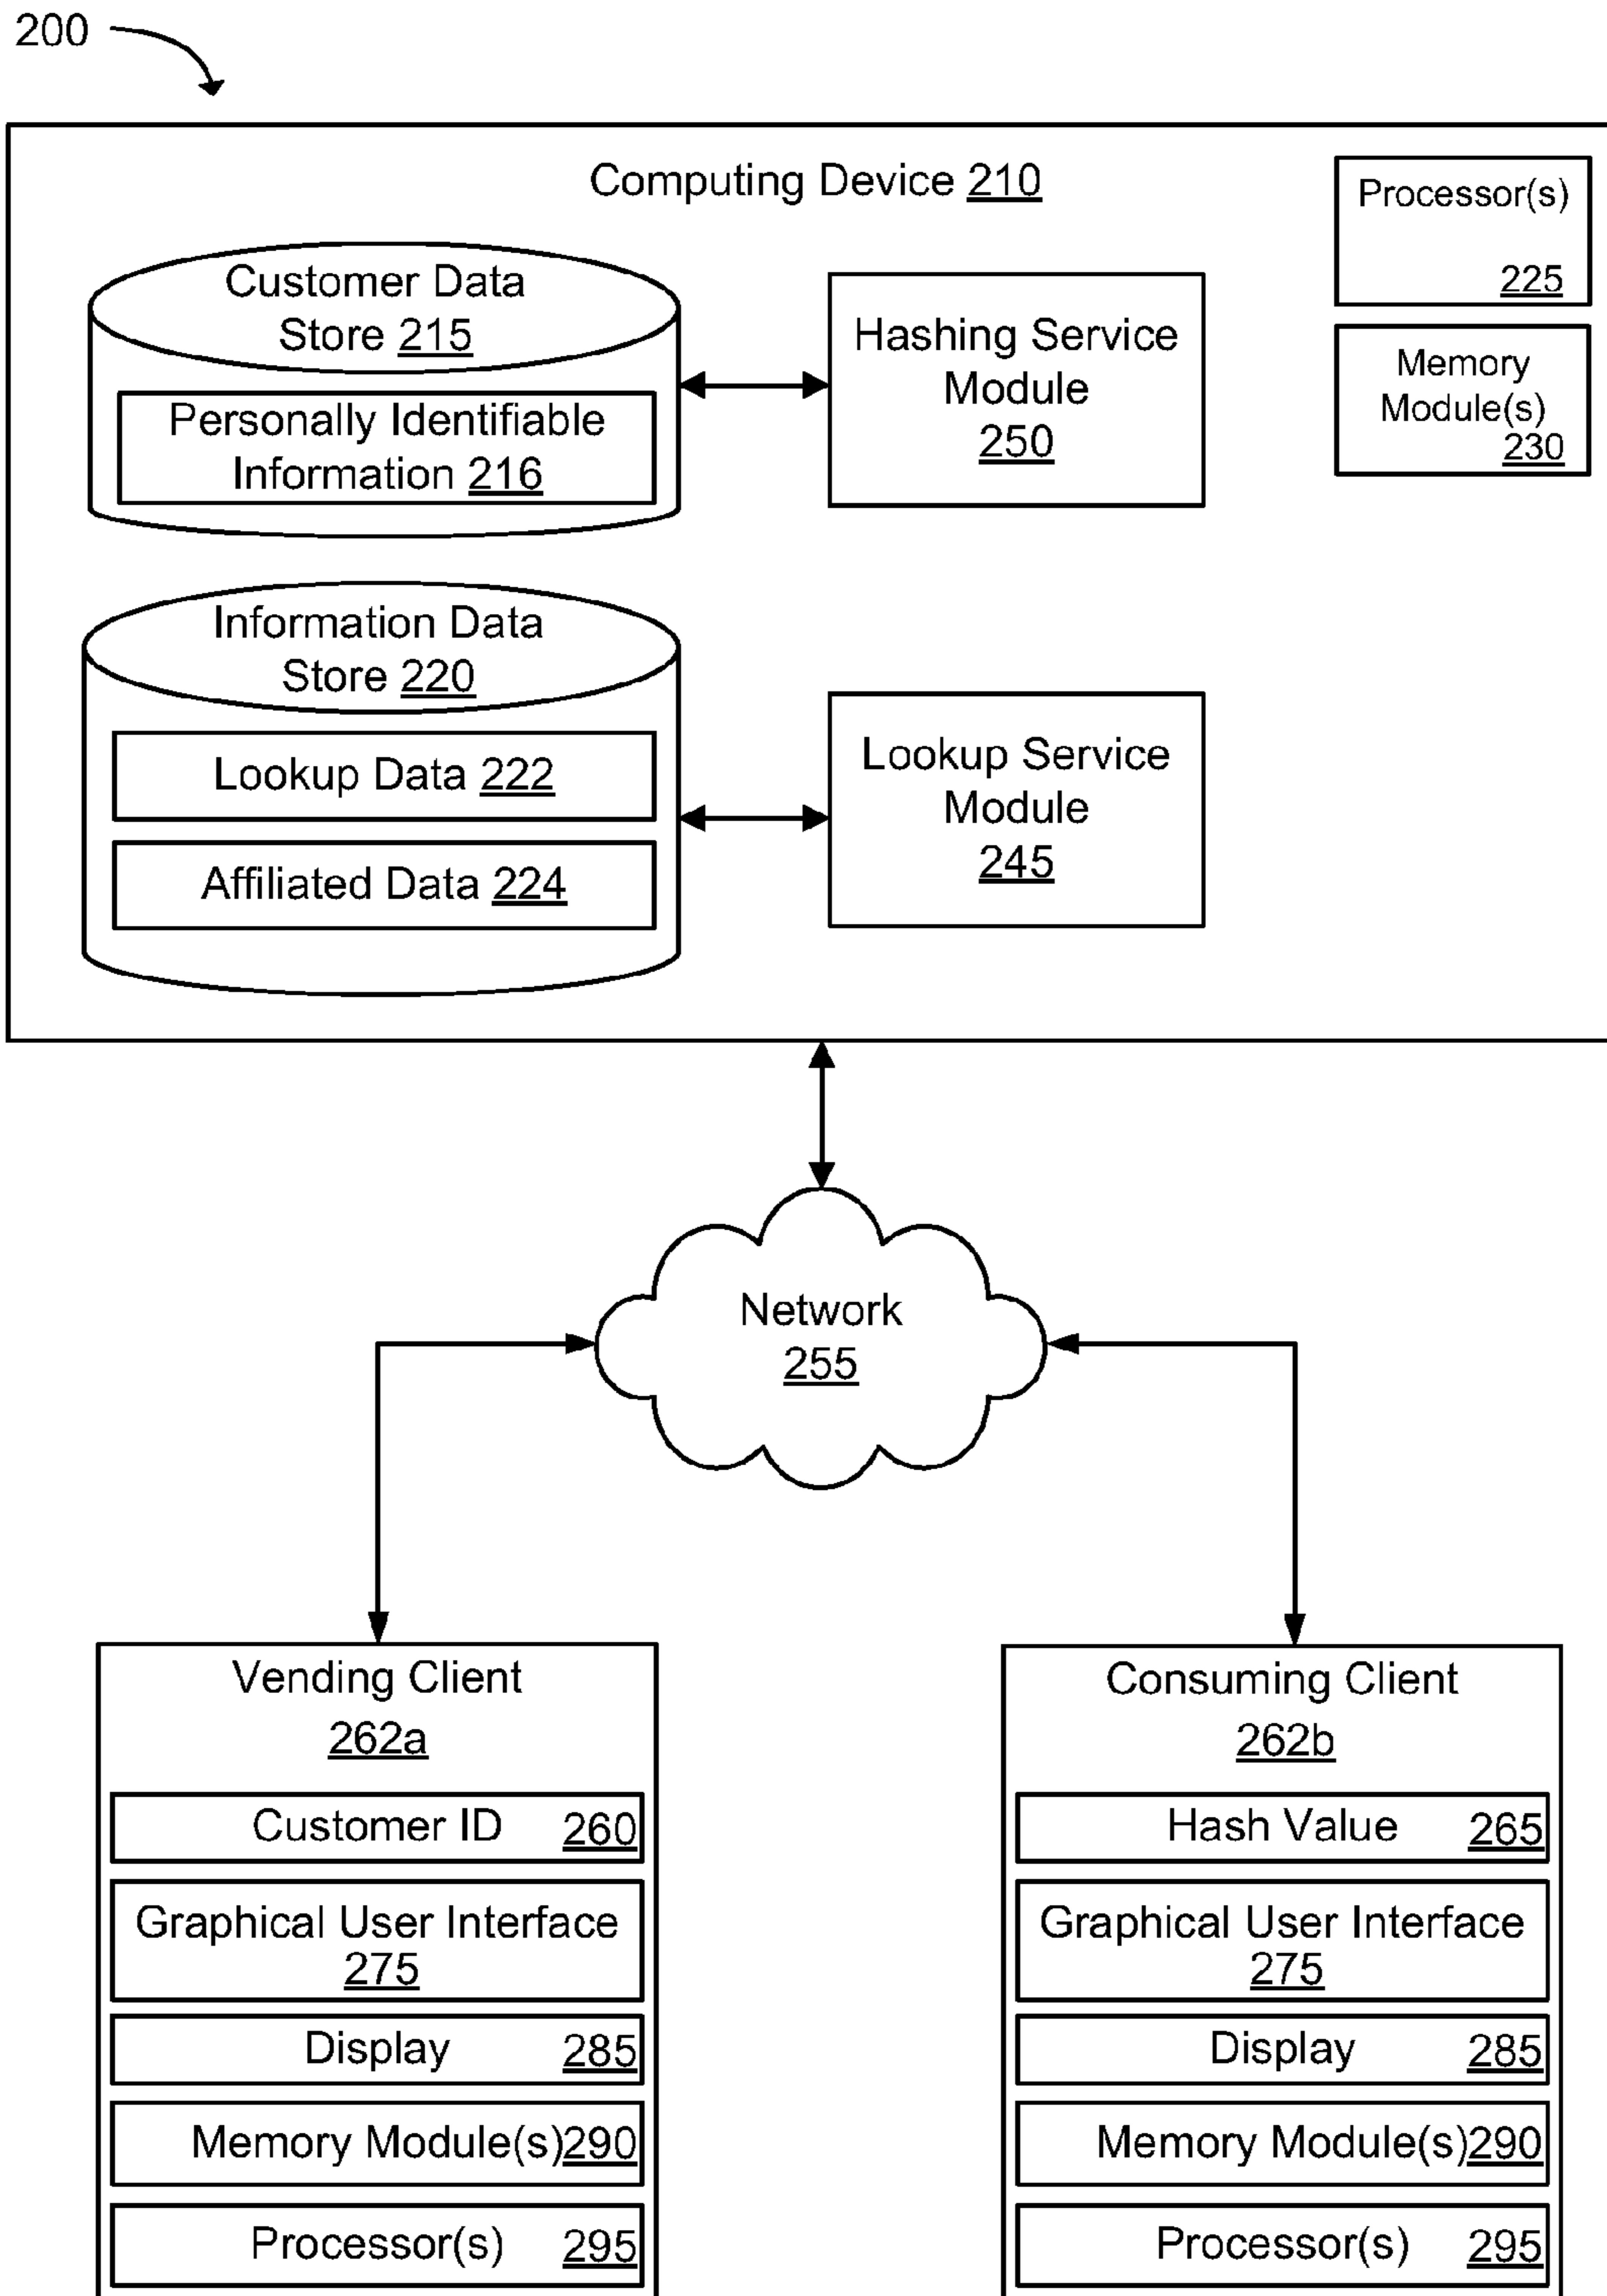 200
Computing Device 210
Processor(s)
225
Memory
Module(s)
230
Customer Data
Store 215
Personally Identifiable
Information 216
Hashing Service
Module
250
Information Data
Store 220
Lookup Data 222
Affiliated Data 224
Lookup Service
Module
245
Network
255
Vending Client
262a
Customer ID 260
Graphical User Interface
275
Display 285
Memory Module(s) 290
Processor(s) 295
Consuming Client
262b
Hash Value 265
Graphical User Interface
275
Display 285
Memory Module(s) 290
Processor(s) 295